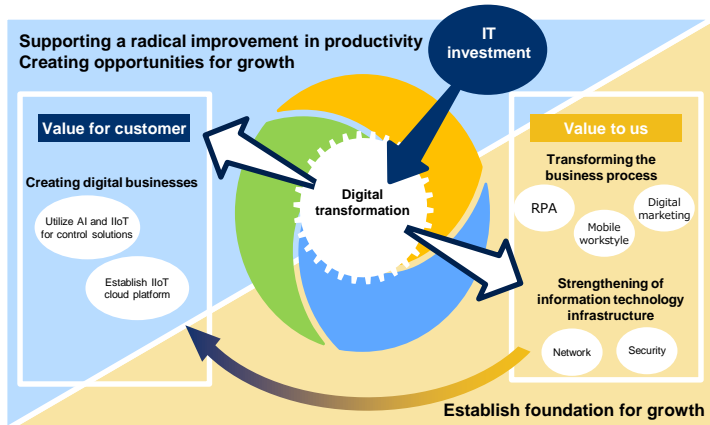 Supporting a radical improvement in productivity
Creating opportunities for growth
IT
investment
Value for customer
Creating digital businesses
Utilize AI and IIoT
for control solutions
Establish IIoT
cloud platform
Digital
transformation
Value to us
Transforming the
business process
RPA
Mobile
workstyle
Digital
marketing
Strengthening of
information technology
infrastructure
Network
Security
Establish foundation for growth